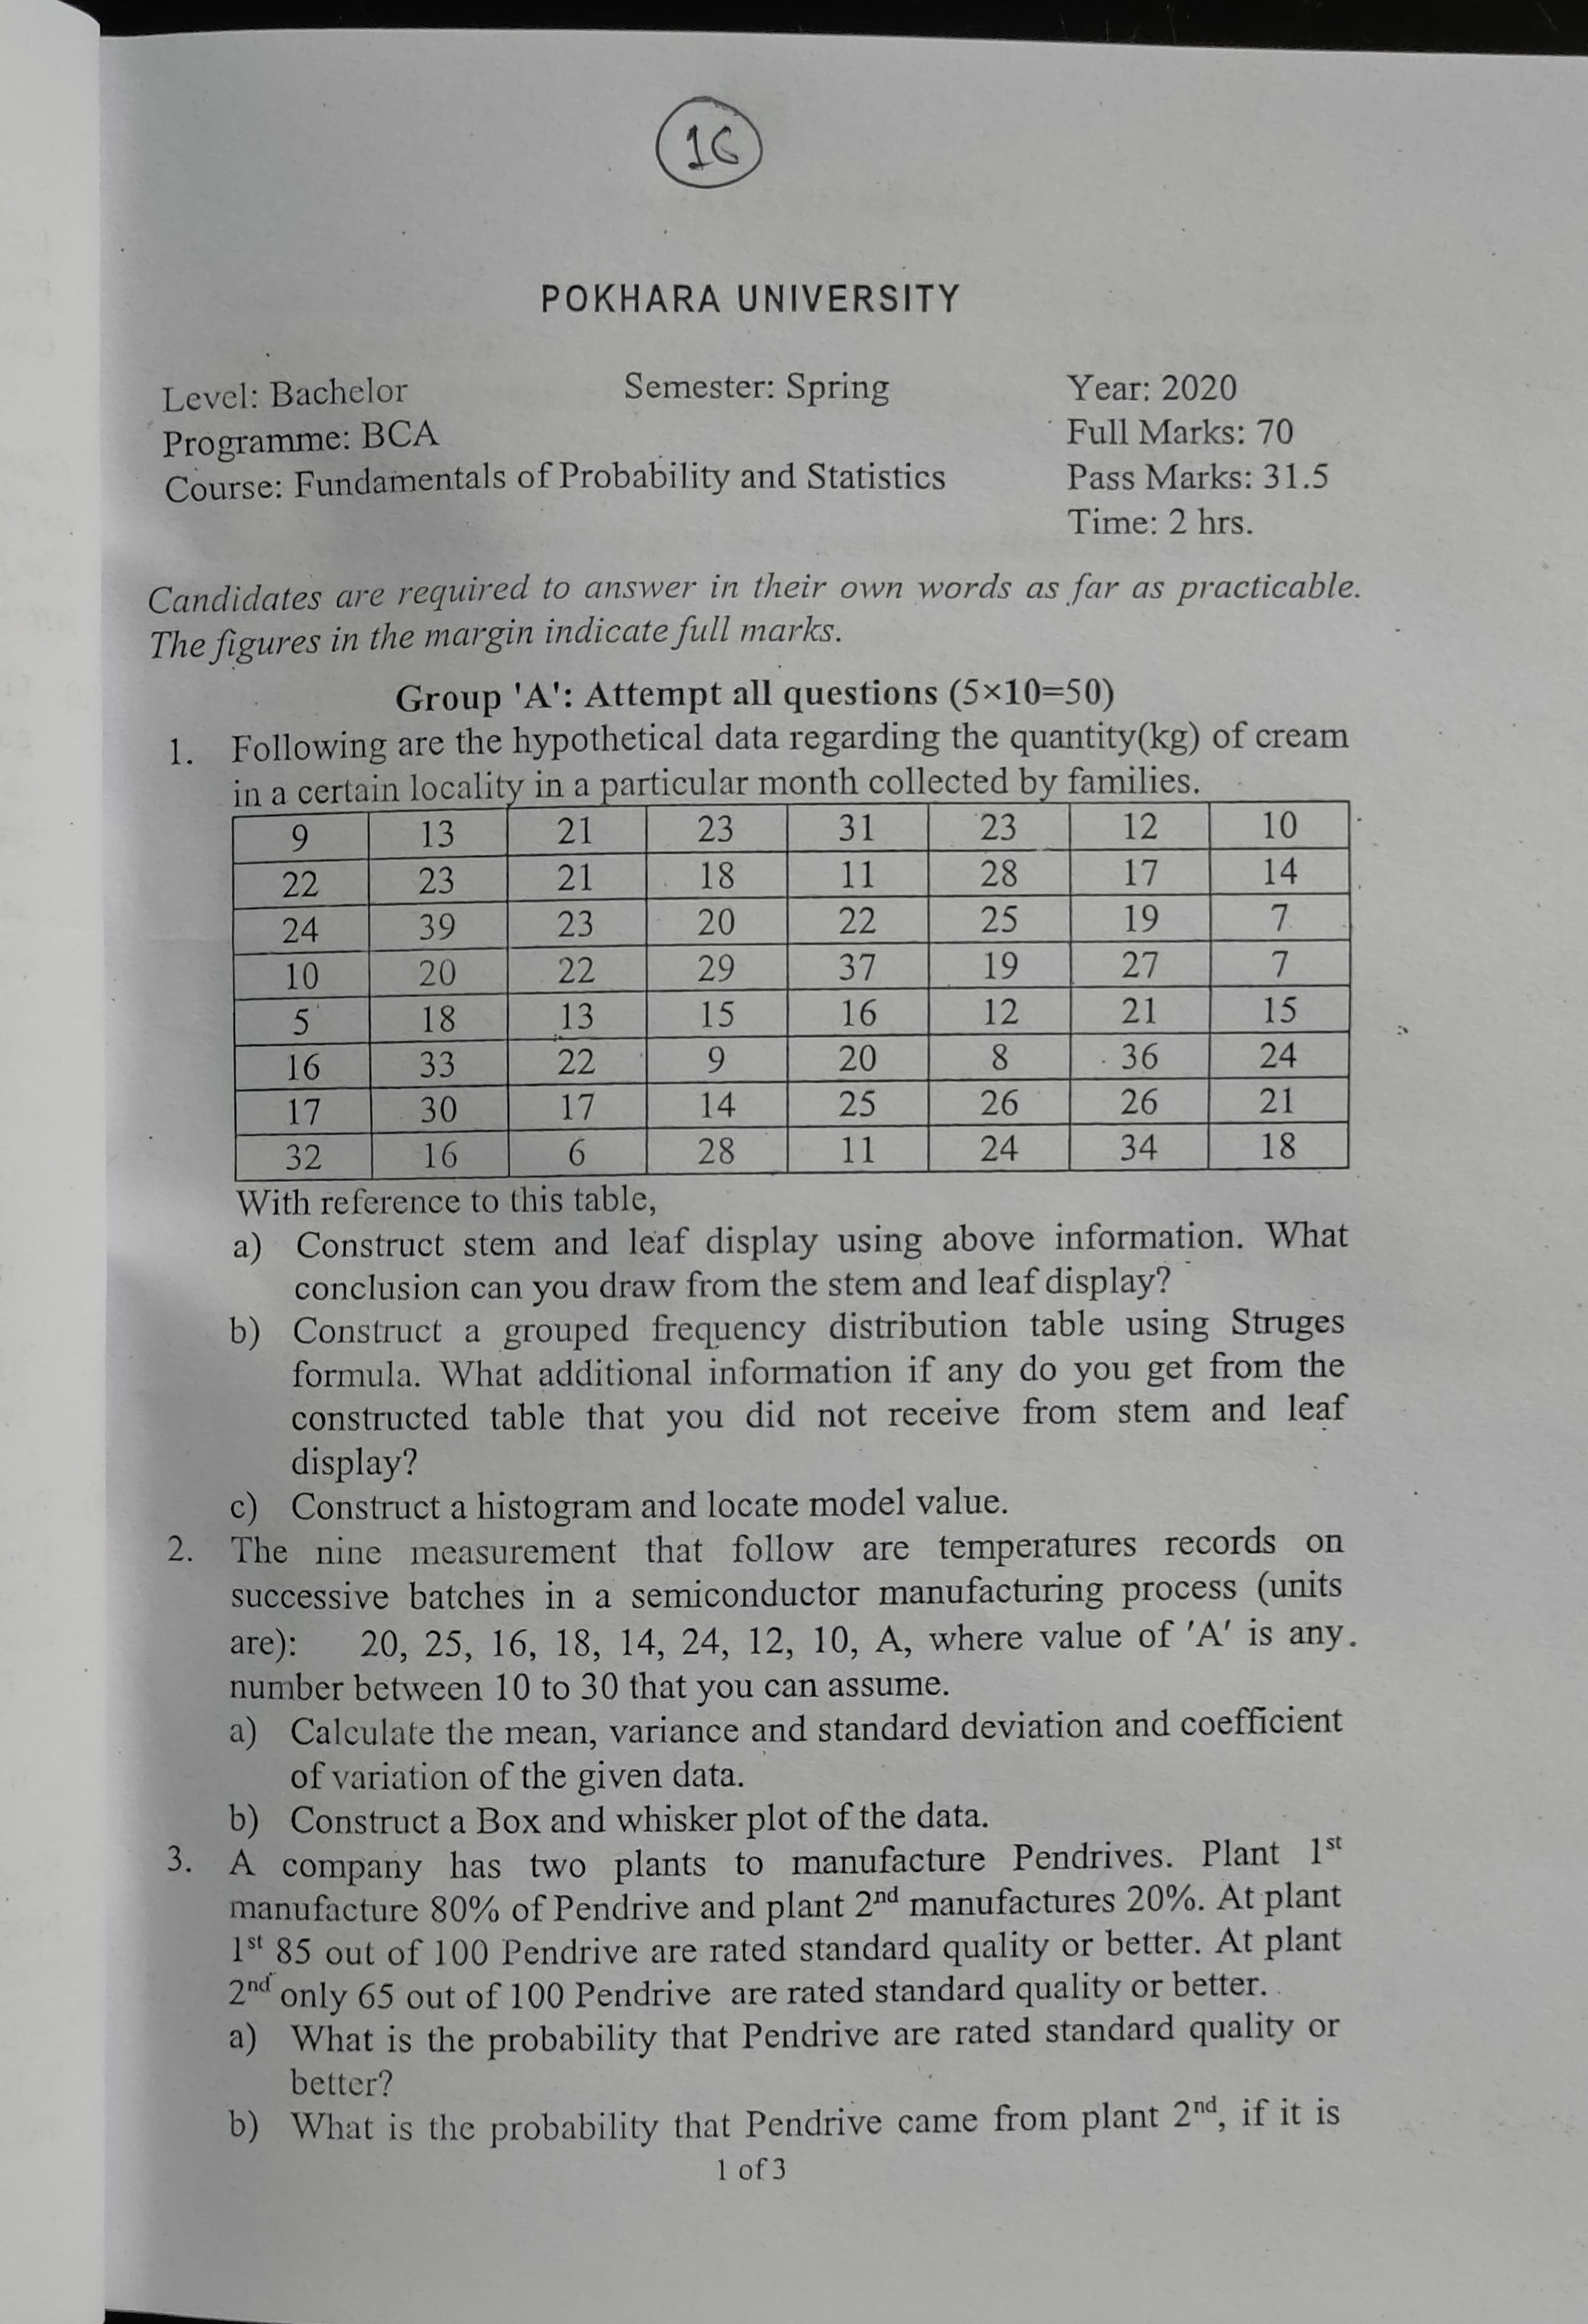 16
POKHARA UNIVERSITY
Level: Bachelor Semester: Spring Year: 2020
Programme: BCA Full Marks: 70
Course: Fundamentals of Probability and Statistics Pass Marks: 31.5
Time: 2 hrs.
Candidates are required to answer in their own words as far as practicable.
The figures in the margin indicate full marks.
Group 'A': Attempt all questions (5×10=50)
1. Following are the hypothetical data regarding the quantity(kg) of cream
in a certain locality in a particular month collected by families.
9 13 21 23 31 23 12 10
22 23 21 18 11 28 17 14
24 39 23 20 22 25 19 7
10 20 22 29 37 19 27 7
5 18 13 15 16 12 21 15
16 33 22 9 20 8 36 24
17 30 17 14 25 26 26 21
32 16 6 28 11 24 34 18
With reference to this table,
a) Construct stem and leaf display using above information. What
conclusion can you draw from the stem and leaf display?
b) Construct a grouped frequency distribution table using Struges
formula. What additional information if any do you get from the
constructed table that you did not receive from stem and leaf
display?
c) Construct a histogram and locate model value.
2. The nine measurement that follow are temperatures records on
successive batches in a semiconductor manufacturing process (units
are): 20, 25, 16, 18, 14, 24, 12, 10, A, where value of 'A' is any
number between 10 to 30 that you can assume.
a) Calculate the mean, variance and standard deviation and coefficient
of variation of the given data.
b) Construct a Box and whisker plot of the data.
3. A company has two plants to manufacture Pendrives. Plant 1st
manufacture 80% of Pendrive and plant 2nd manufactures 20%. At plant
1st 85 out of 100 Pendrive are rated standard quality or better. At plant
2nd only 65 out of 100 Pendrive are rated standard quality or better.
a) What is the probability that Pendrive are rated standard quality or
better?
b) What is the probability that Pendrive came from plant 2nd, if it is
1 of 3